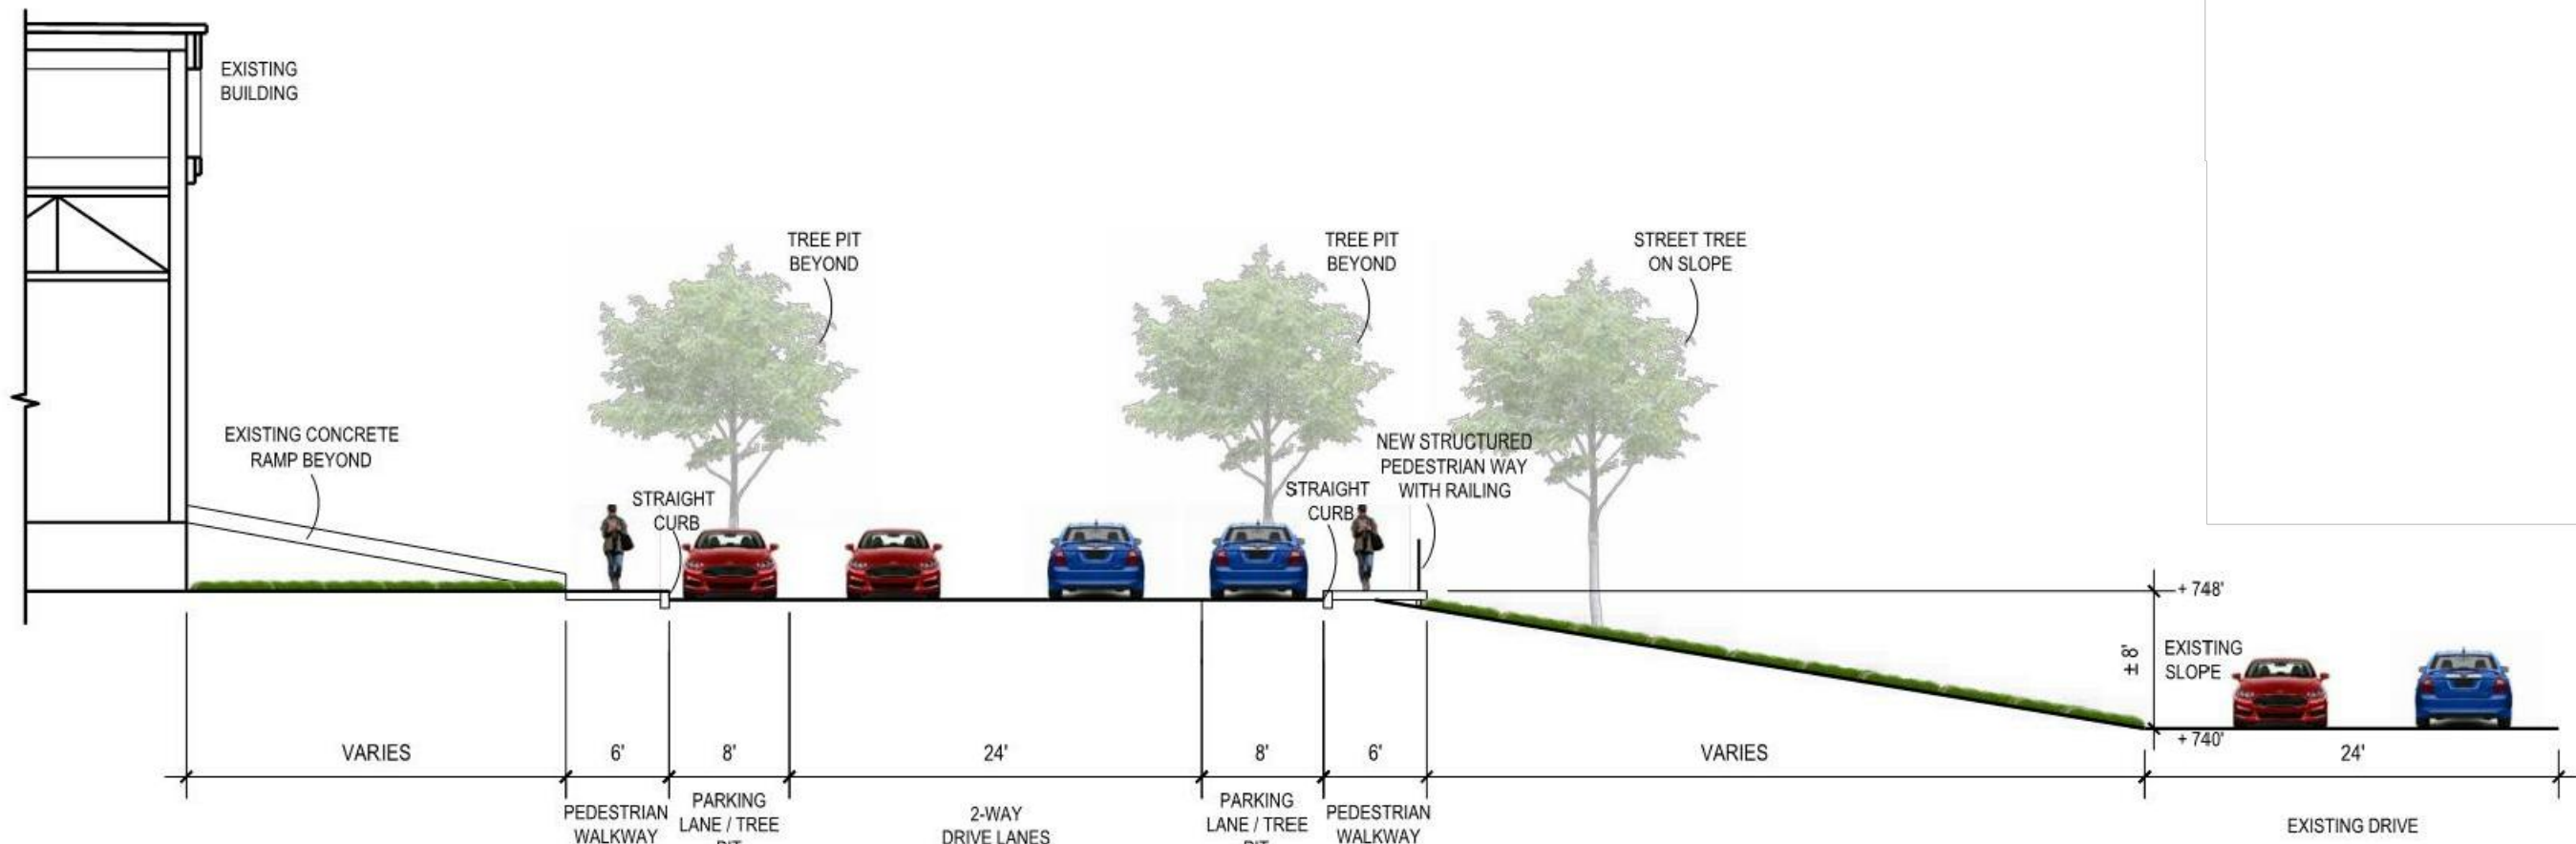 EXISTING
BUILDING
TREE PIT
BEYOND
TREE PIT
BEYOND
STREET TREE
ON SLOPE
EXISTING CONCRETE
RAMP BEYOND
STRAIGHT
CURB
STRAIGHT
CURB
NEW STRUCTURED
PEDESTRIAN WAY
WITH RAILING
+ 748'
± 8'
EXISTING
SLOPE
+ 740'
VARIES
6'
8'
24'
8'
6'
VARIES
24'
PEDESTRIAN
WALKWAY
PARKING
LANE / TREE
PIT
2-WAY
DRIVE LANES
PARKING
LANE / TREE
PIT
PEDESTRIAN
WALKWAY
EXISTING DRIVE